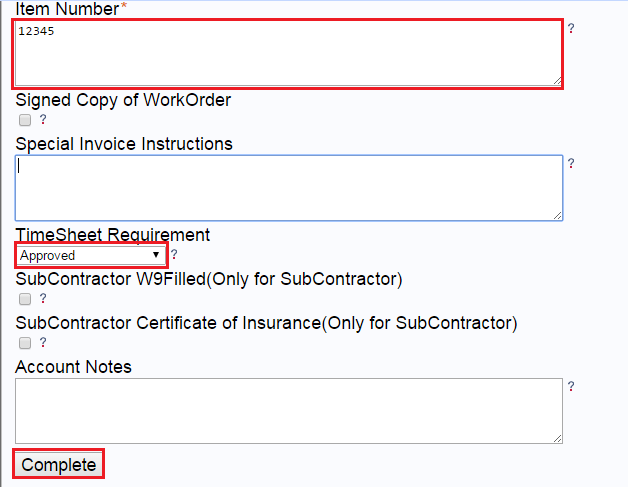 Item Number*
12345
?
Signed Copy of WorkOrder
?
Special Invoice Instructions
?
TimeSheet Requirement
Approved ?
SubContractor W9Filled(Only for SubContractor)
?
SubContractor Certificate of Insurance(Only for SubContractor)
?
Account Notes
?
Complete